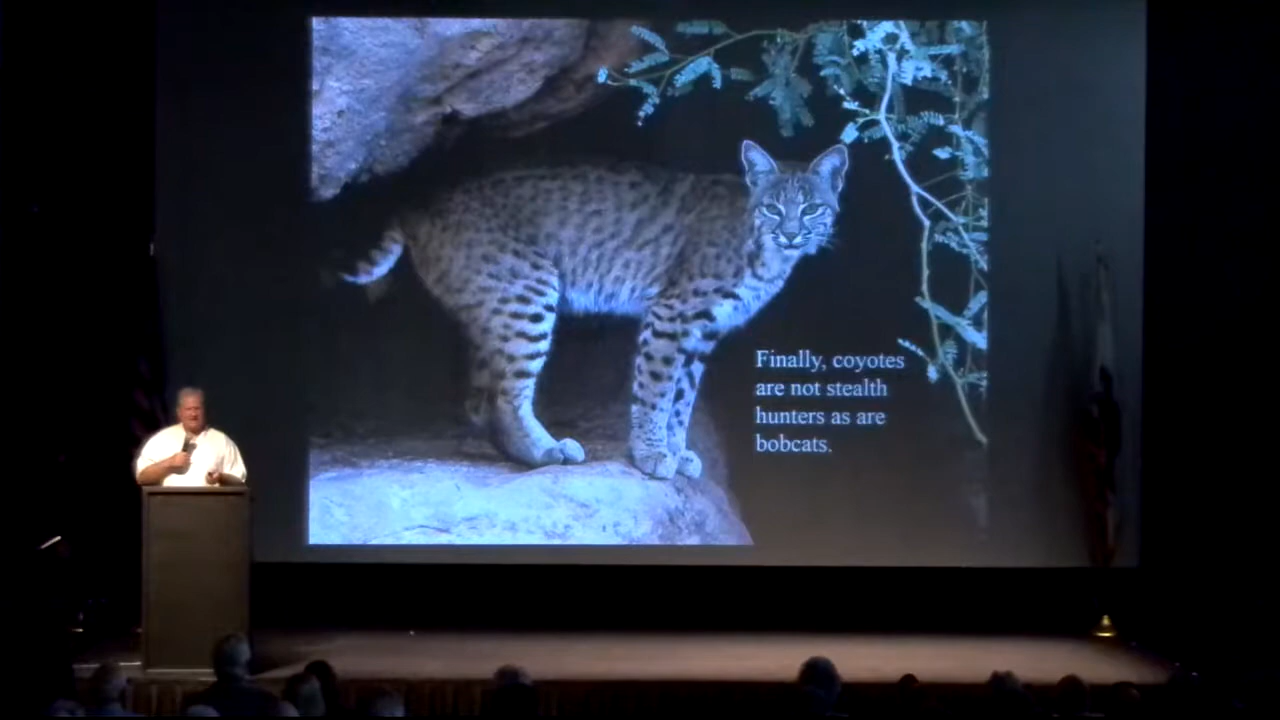 Finally, coyotes
are not stealth
hunters as are
bobcats.